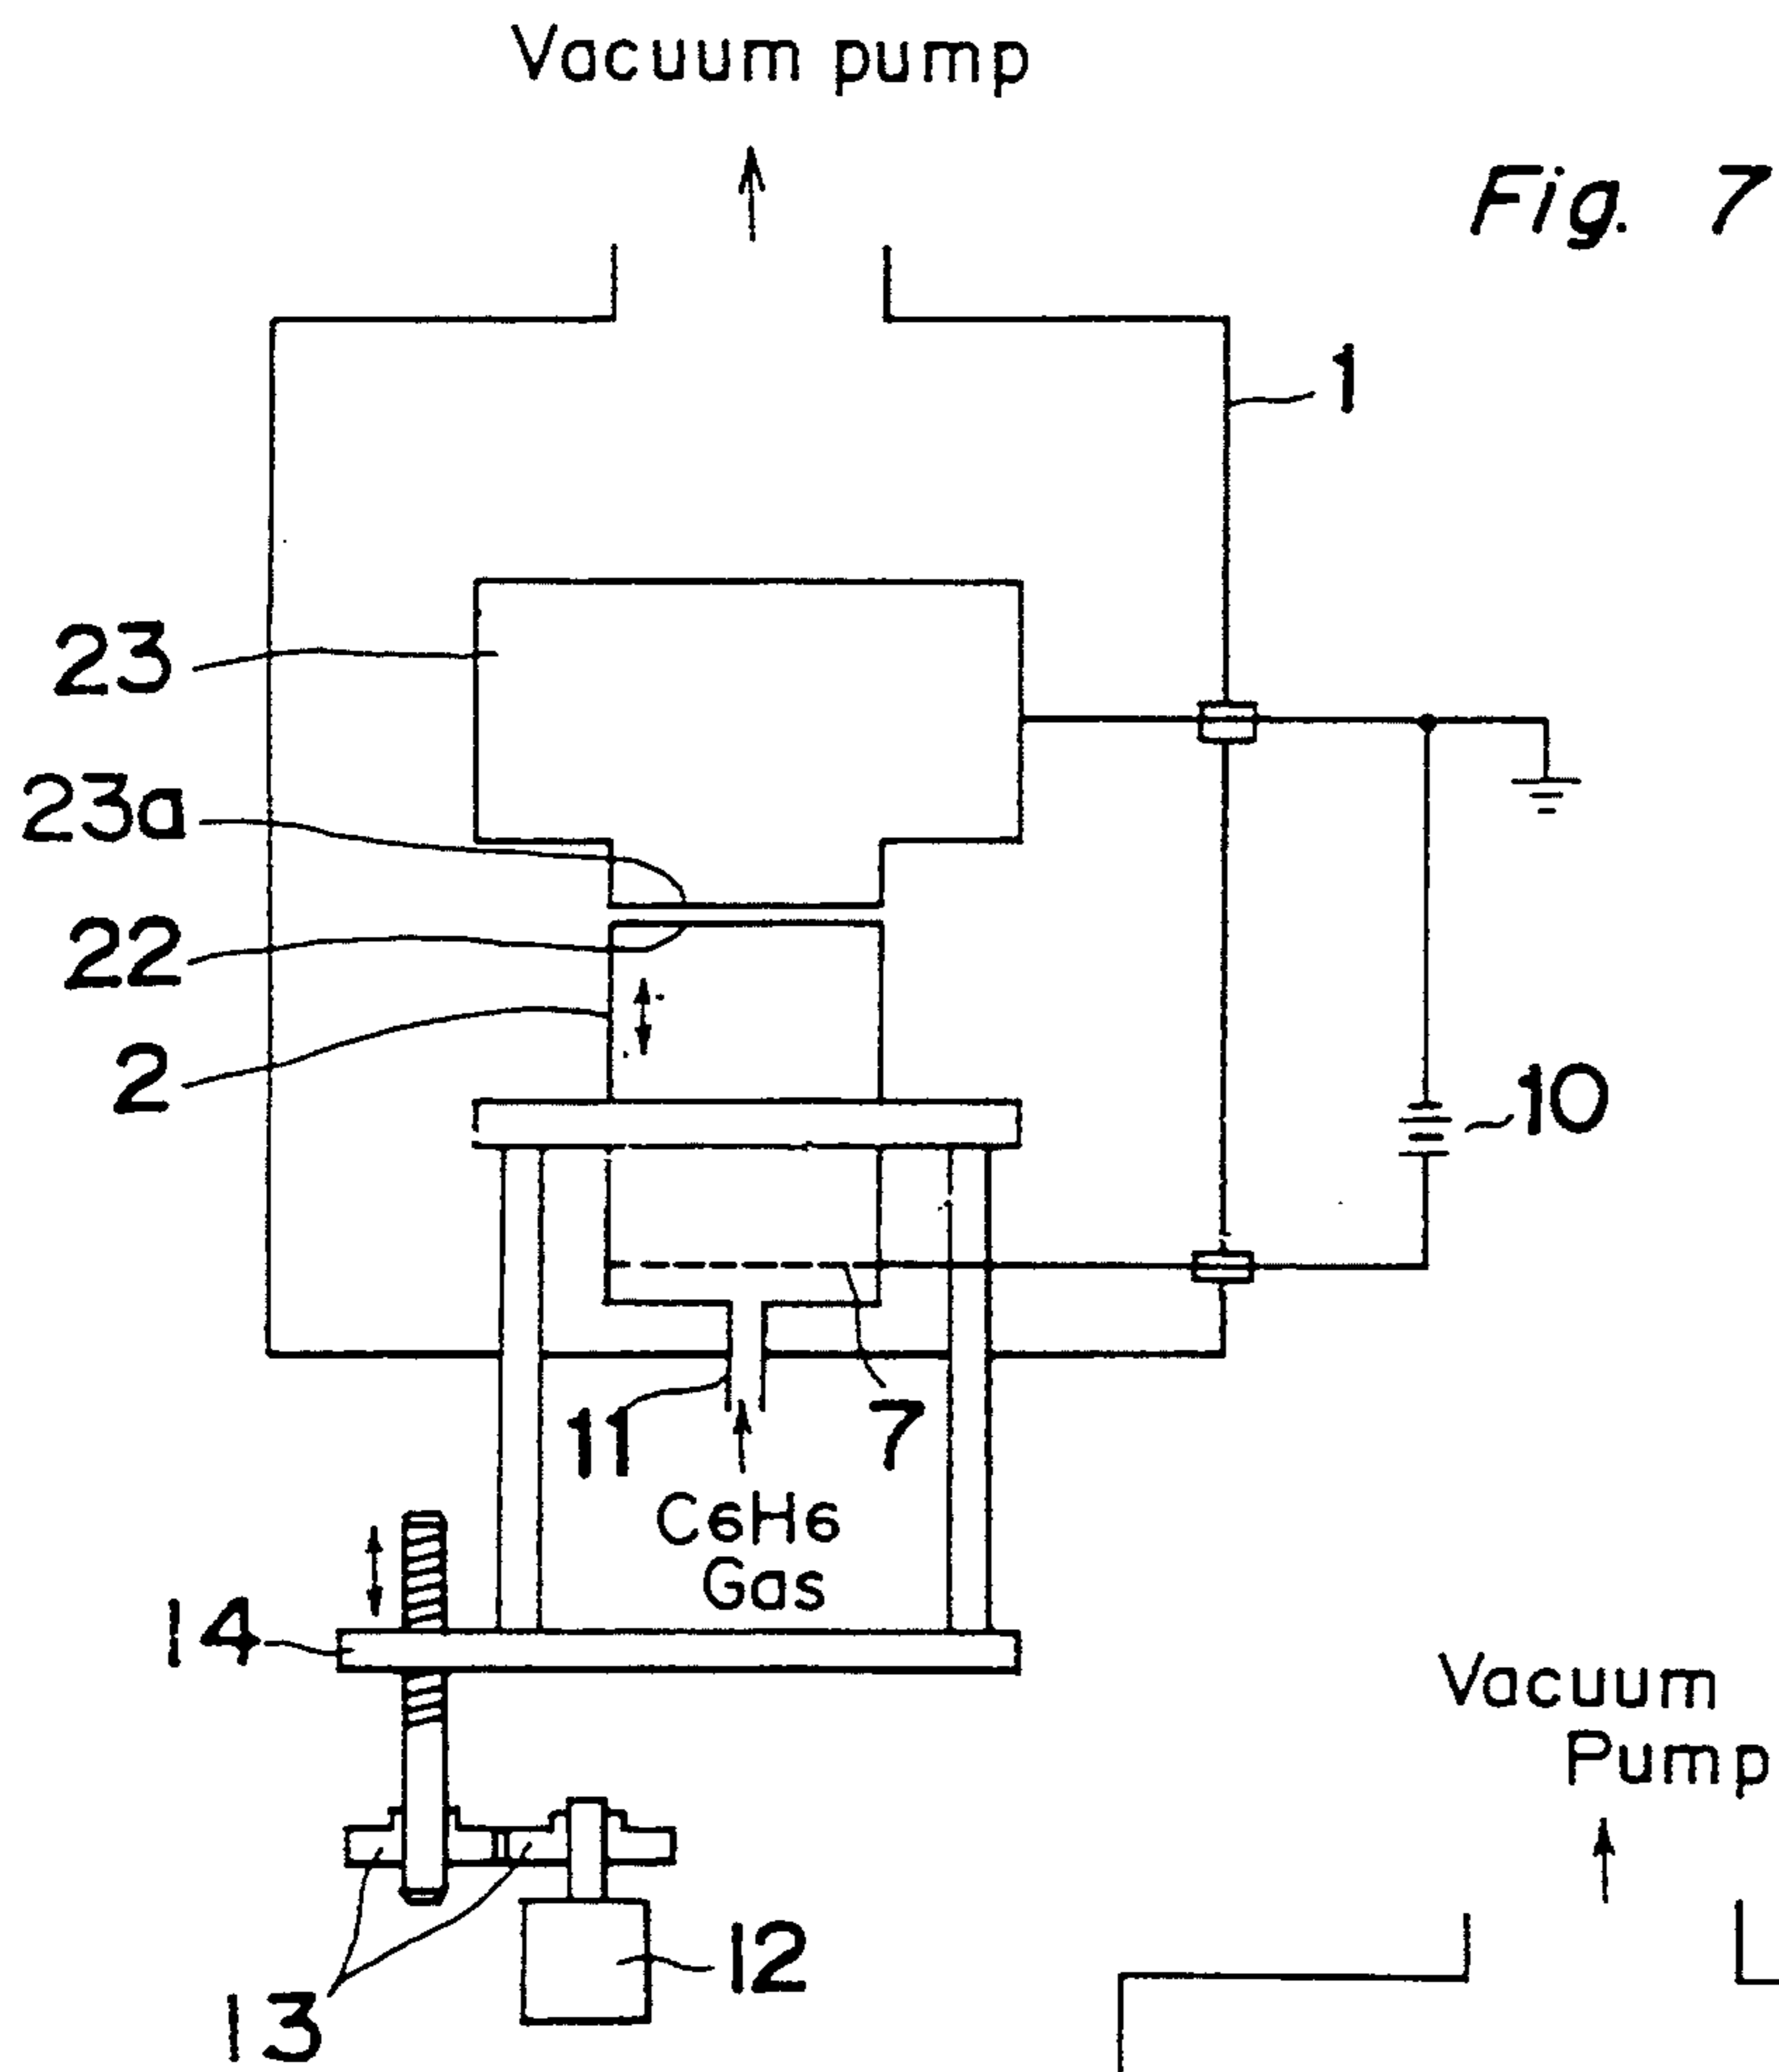 Vacuum pump
Fig. 7
1
23
23a
22
2
10
11
7
C6H6
Gas
14
Vacuum
Pump
12
13